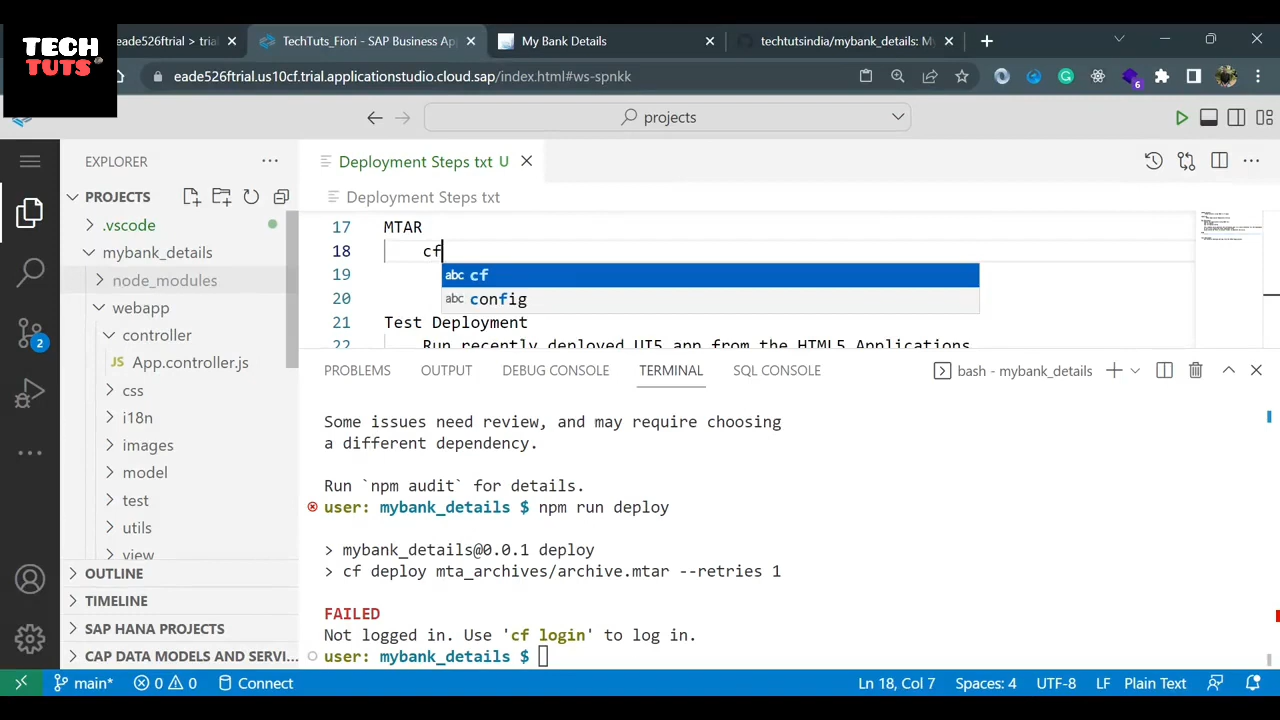 TECH
TUTS
eade526ftrial > trial
TechTuts_Fiori - SAP Business Ap
My Bank Details
techtutsindia/mybank_details: My
eade526ftrial.us10cf.trial.applicationstudio.cloud.sap/index.html#ws-spnkk
6
projects
EXPLORER
Deployment Steps txt U
PROJECTS
Deployment Steps txt
.vscode
mybank_details
node_modules
webapp
controller
JS App.controller.js
css
i18n
images
model
test
utils
view
OUTLINE
TIMELINE
SAP HANA PROJECTS
CAP DATA MODELS AND SERVI...
2
17 MTAR
18 cf
abc cf
19
abc config
20
21 Test Deployment
22 Run recently deployed UI5 app from the HTML5 Applications
PROBLEMS OUTPUT DEBUG CONSOLE TERMINAL SQL CONSOLE
bash - mybank_details
Some issues need review, and may require choosing
a different dependency.
Run `npm audit` for details.
user: mybank_details $ npm run deploy
> mybank_details@0.0.1 deploy
> cf deploy mta_archives/archive.mtar --retries 1
FAILED
Not logged in. Use 'cf login' to log in.
user: mybank_details $
main* 0 0 Connect
Ln 18, Col 7 Spaces: 4 UTF-8 LF Plain Text